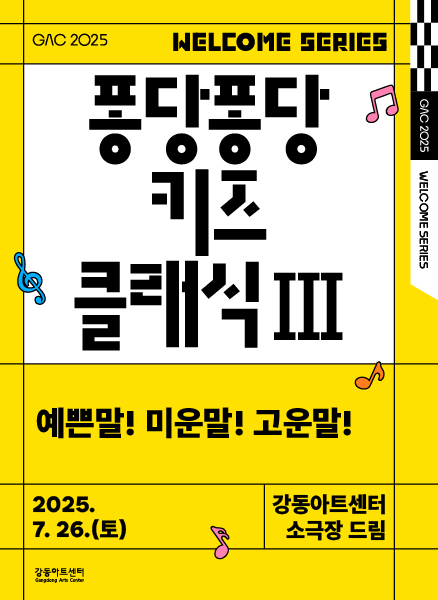 GAC 2025
WELCOME SERIES
퐁당퐁당
키즈
클래식 III
예쁜말! 미운말! 고운말!
2025.
7. 26.(토)
강동아트센터
소극장 드림
강동아트센터
Gangdong Arts Center
GAC 2025
WELCOME SERIES